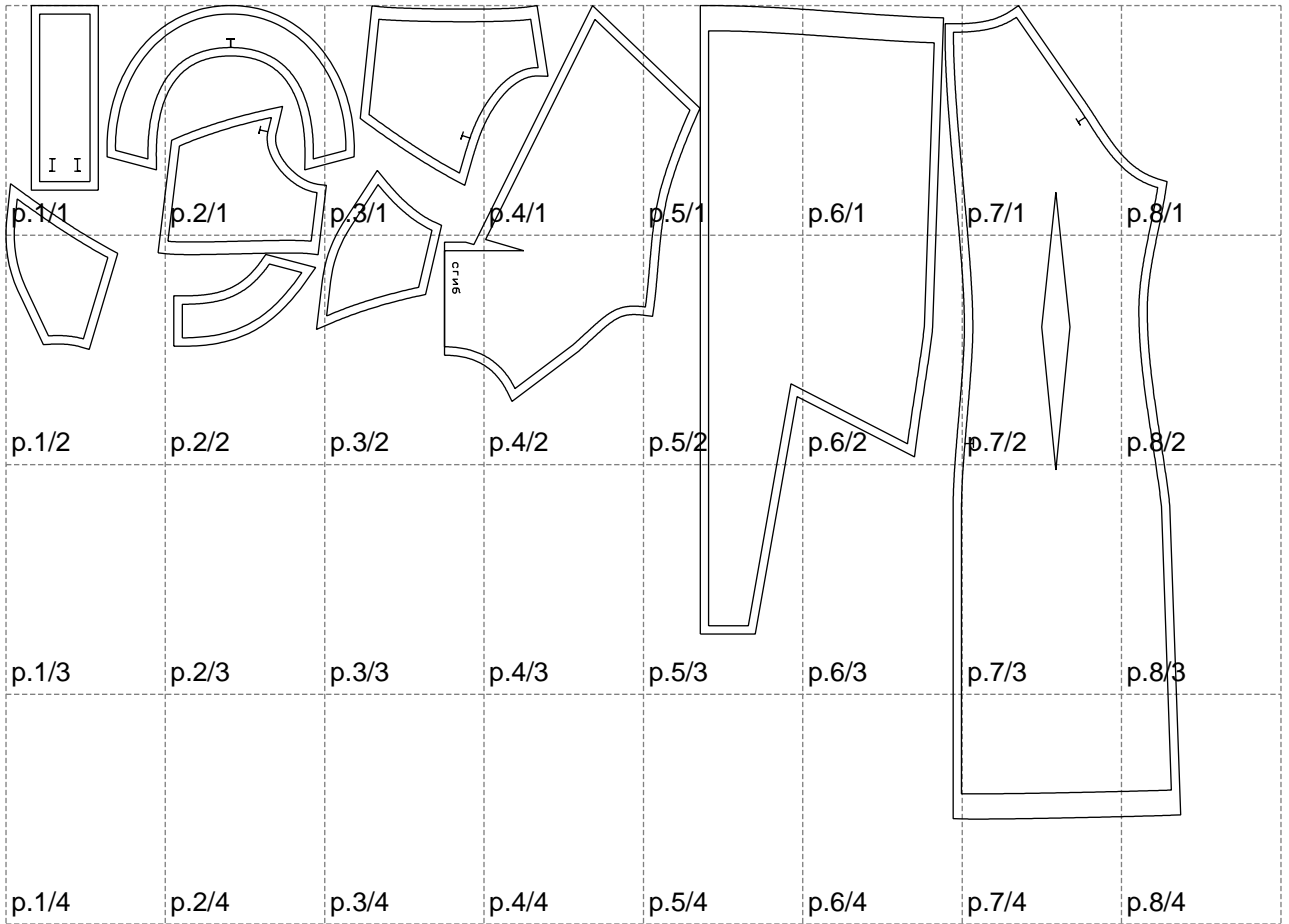 p.1/1 p.2/1 p.3/1 p.4/1 p.5/1 p.6/1 p.7/1 p.8/1
сгиб
p.1/2 p.2/2 p.3/2 p.4/2 p.5/2 p.6/2 p.7/2 p.8/2
p.1/3 p.2/3 p.3/3 p.4/3 p.5/3 p.6/3 p.7/3 p.8/3
p.1/4 p.2/4 p.3/4 p.4/4 p.5/4 p.6/4 p.7/4 p.8/4